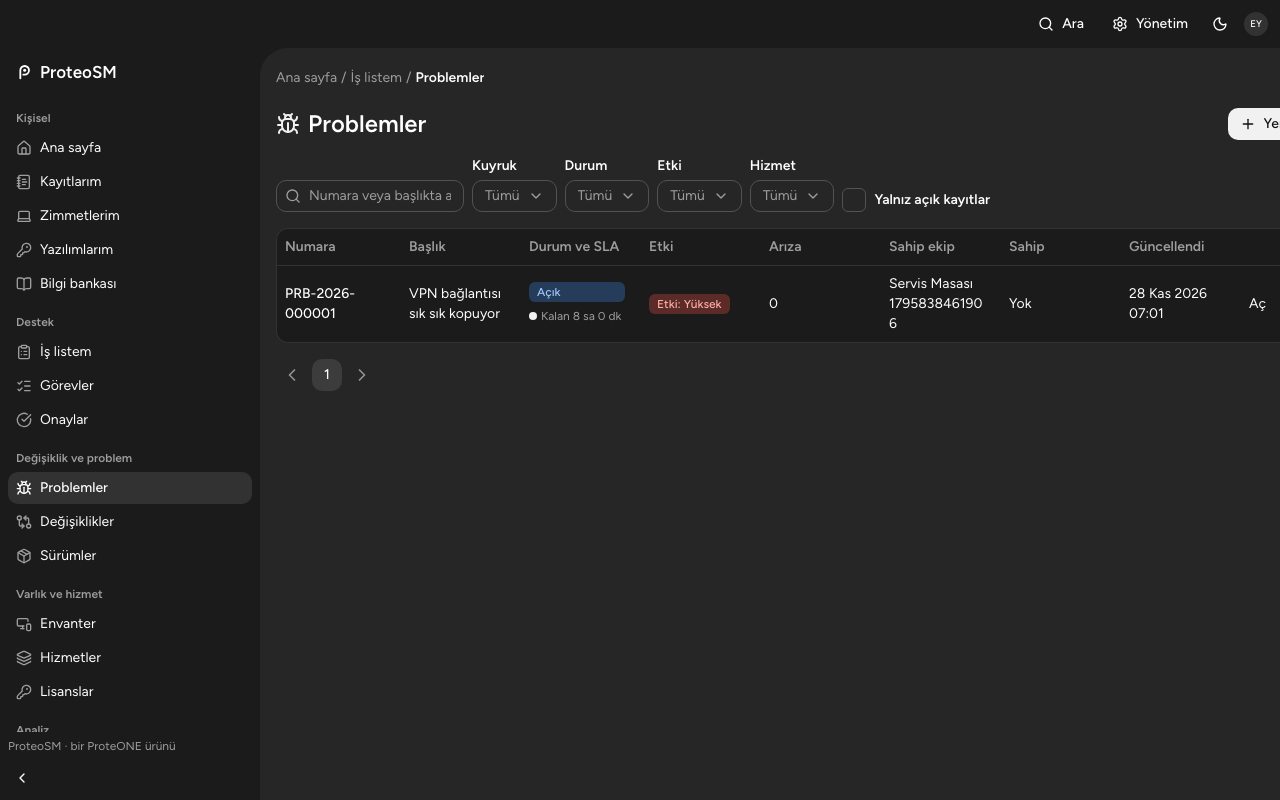 Ara
Yönetim
EY
ProteoSM
Kişisel
Ana sayfa
Kayıtlarım
Zimmetlerim
Yazılımlarım
Bilgi bankası
Destek
İş listem
Görevler
Onaylar
Değişiklik ve problem
Problemler
Değişiklikler
Sürümler
Varlık ve hizmet
Envanter
Hizmetler
Lisanslar
Analiz
ProteoSM · bir ProteONE ürünü
Ana sayfa / İş listem / Problemler
Problemler
Ye
Numara veya başlıkta a
Kuyruk
Tümü
Durum
Tümü
Etki
Tümü
Hizmet
Tümü
Yalnız açık kayıtlar
Numara Başlık Durum ve SLA Etki Arıza Sahip ekip Sahip Güncellendi
PRB-2026-
000001
VPN bağlantısı
sık sık kopuyor
Açık
Kalan 8 sa 0 dk
Etki: Yüksek
0
Servis Masası
179583846190
6
Yok
28 Kas 2026
07:01
Aç
1